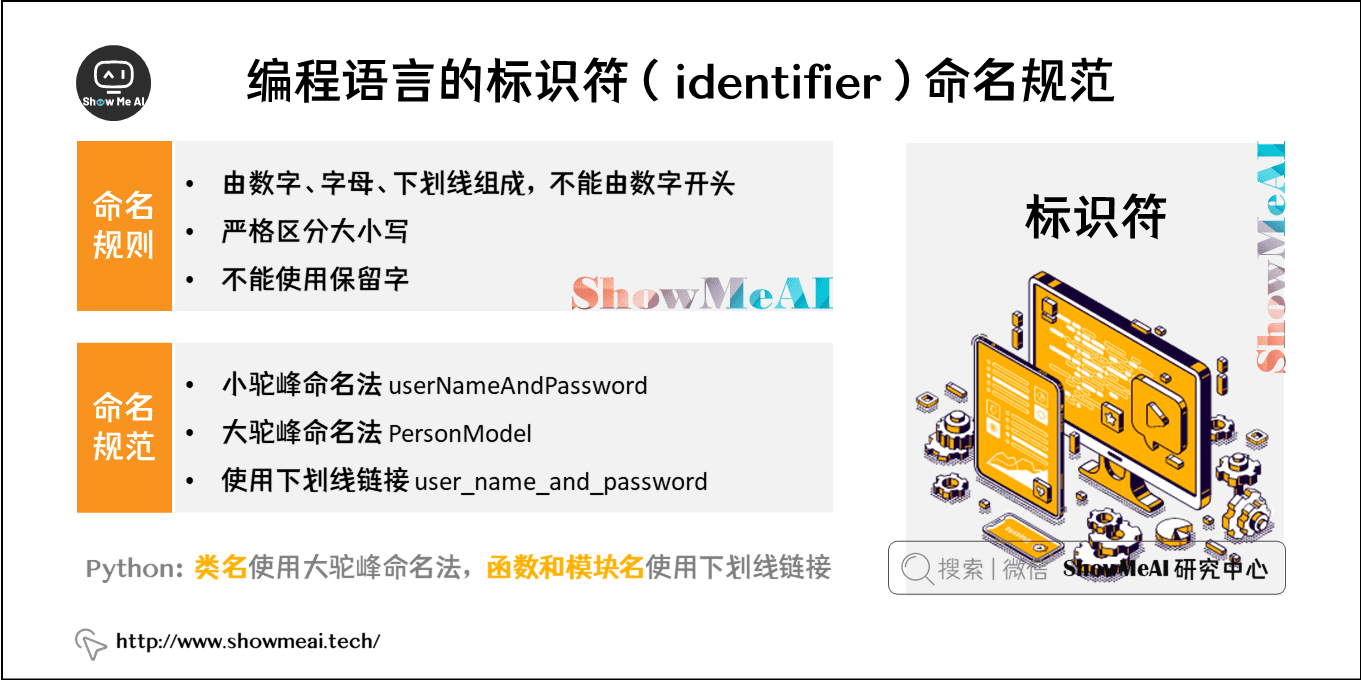 Show Me AI
编程语言的标识符（identifier）命名规范
命名
规则
• 由数字、字母、下划线组成，不能由数字开头
• 严格区分大小写
• 不能使用保留字
ShowMeAI
命名
规范
• 小驼峰命名法 userNameAndPassword
• 大驼峰命名法 PersonModel
• 使用下划线链接 user_name_and_password
Python: 类名使用大驼峰命名法，函数和模块名使用下划线链接
标识符
ShowMeAI
搜索 | 微信 ShowMeAI 研究中心
http://www.showmeai.tech/